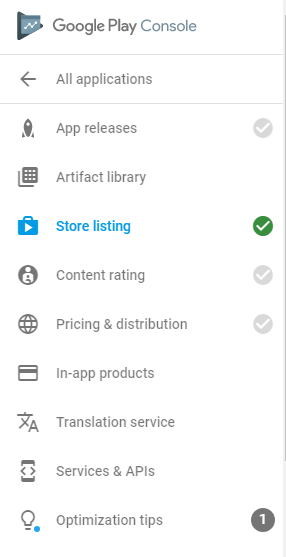 Google Play Console
All applications
App releases
Artifact library
Store listing
Content rating
Pricing & distribution
In-app products
Translation service
Services & APIs
Optimization tips 1